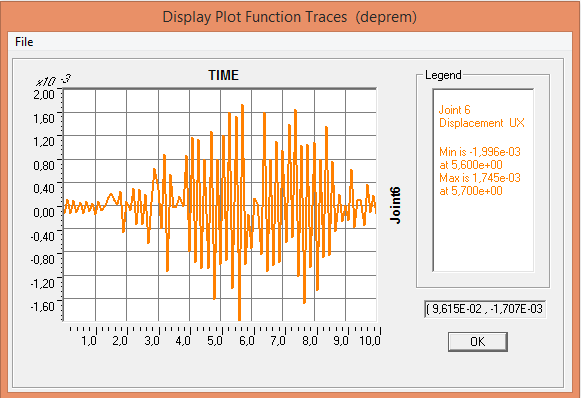 Display Plot Function Traces (deprem)
File
TIME
Legend
x10 -3
2,00
1,60
1,20
0,80
0,40
0,00
-0,40
-0,80
-1,20
-1,60
1,0 2,0 3,0 4,0 5,0 6,0 7,0 8,0 9,0 10,0
Joint6
Joint 6
Displacement UX
Min is -1,996e-03
at 5,600e+00
Max is 1,745e-03
at 5,700e+00
( 9,615E-02 , -1,707E-03
OK